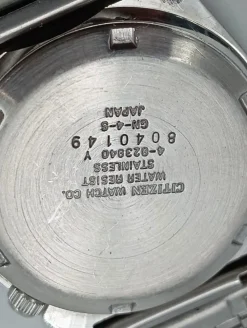 CITIZEN WATCH CO.
WATER RESIST
STAINLESS
4-823840 Y
8040149
GN-4-S
JAPAN